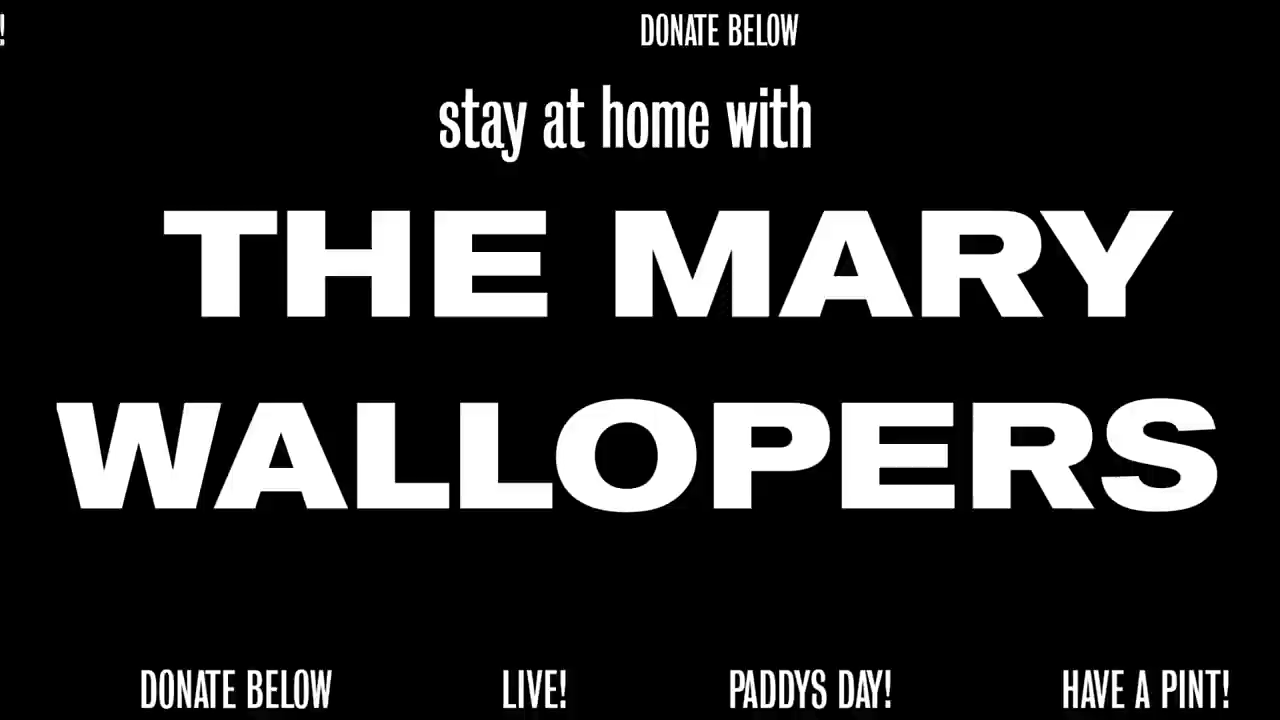 ! DONATE BELOW
stay at home with
THE MARY
WALLOPERS
DONATE BELOW LIVE! PADDYS DAY! HAVE A PINT!